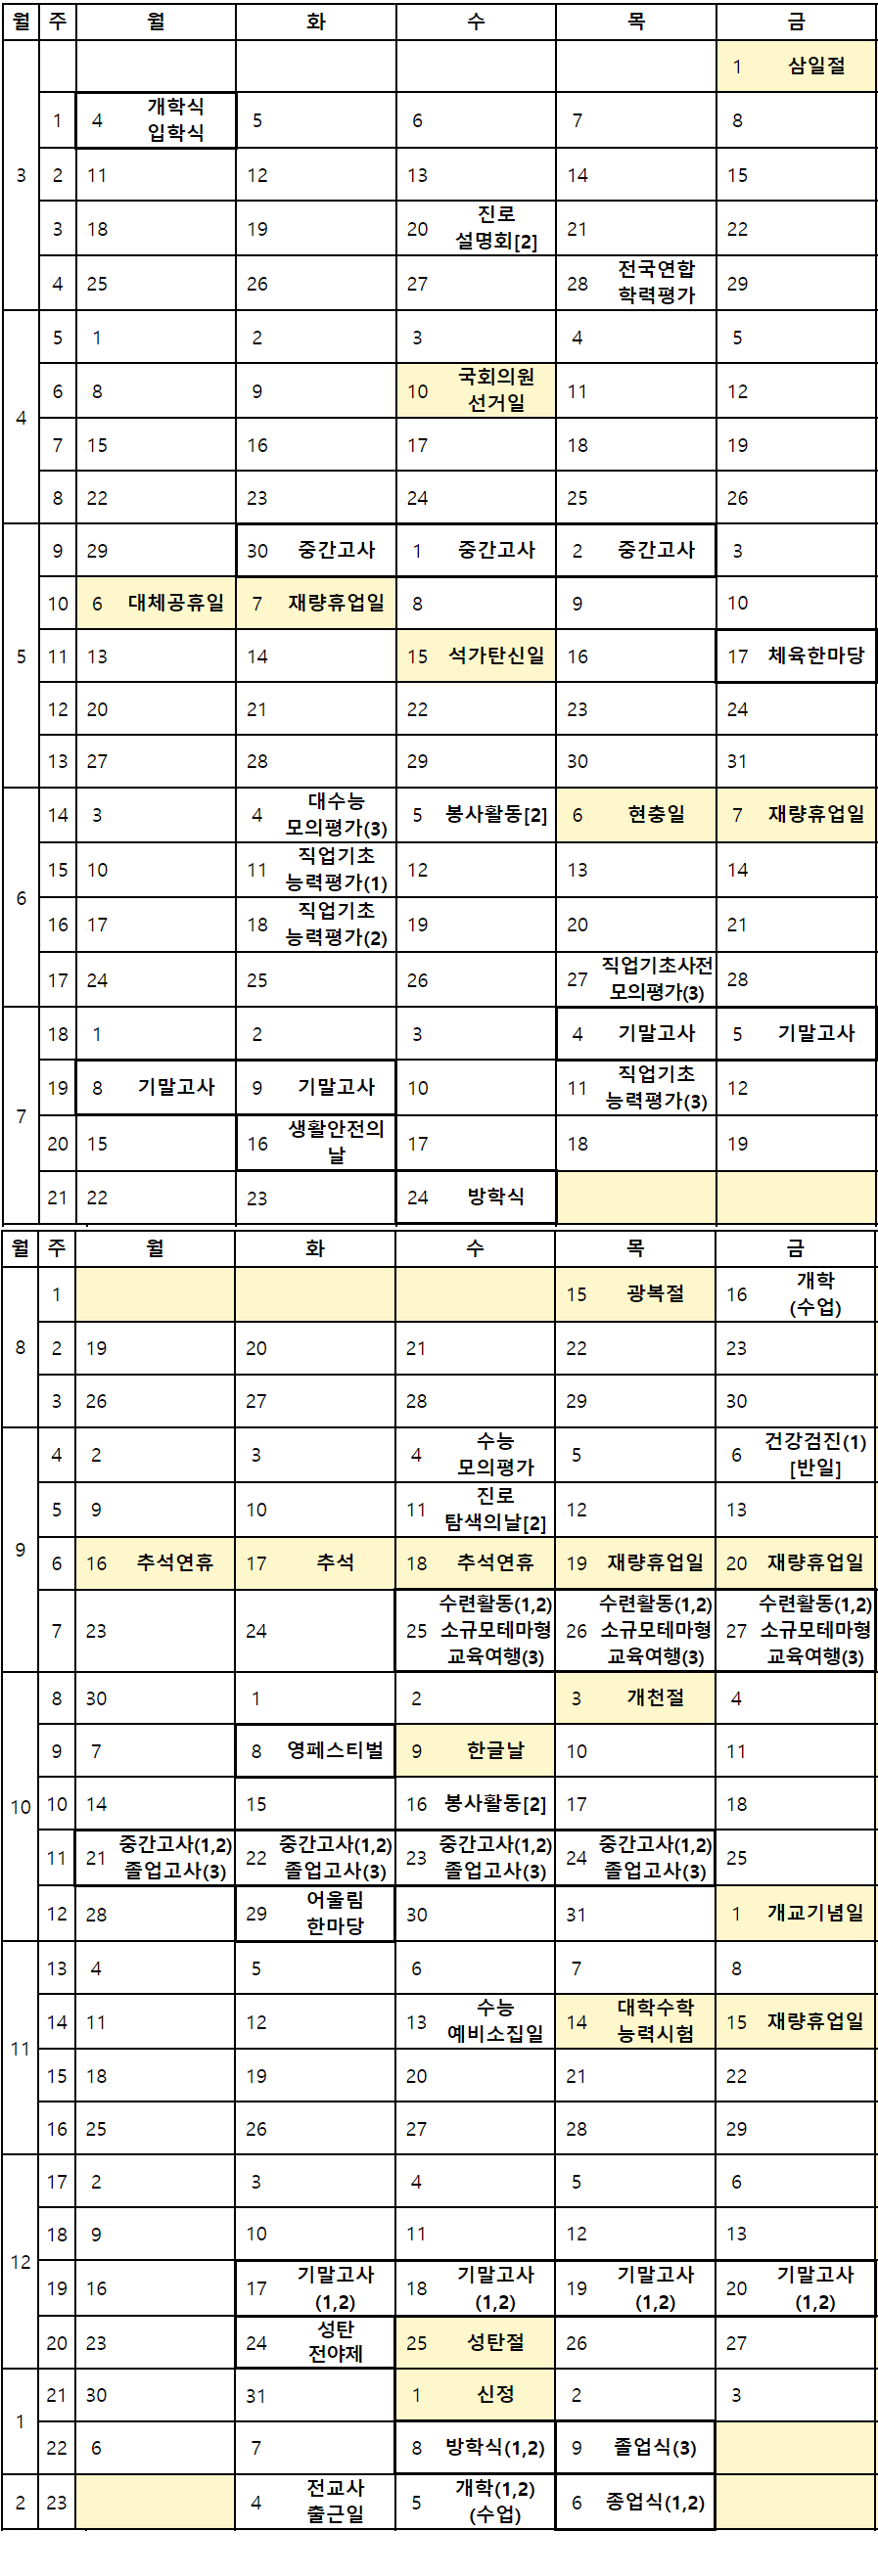 월 주 월 화 수 목 금
3 1 삼일절
1 4 개학식 입학식 5 6 7 8
2 11 12 13 14 15
3 18 19 20 진로 설명회[2] 21 22
4 25 26 27 28 전국연합 학력평가 29
4 5 1 2 3 4 5
6 8 9 10 국회의원 선거일 11 12
7 15 16 17 18 19
8 22 23 24 25 26
5 9 29 30 중간고사 1 중간고사 2 중간고사 3
10 6 대체공휴일 7 재량휴업일 8 9 10
11 13 14 15 석가탄신일 16 17 체육한마당
12 20 21 22 23 24
13 27 28 29 30 31
6 14 3 4 대수능 모의평가(3) 5 봉사활동[2] 6 현충일 7 재량휴업일
15 10 11 직업기초 능력평가(1) 12 13 14
16 17 18 직업기초 능력평가(2) 19 20 21
17 24 25 26 27 직업기초사전 모의평가(3) 28
7 18 1 2 3 4 기말고사 5 기말고사
19 8 기말고사 9 기말고사 10 11 직업기초 능력평가(3) 12
20 15 16 생활안전의 날 17 18 19
21 22 23 24 방학식
월 주 월 화 수 목 금
8 1 15 광복절 16 개학 (수업)
2 19 20 21 22 23
3 26 27 28 29 30
9 4 2 3 4 수능 모의평가 5 6 건강검진(1) [반일]
5 9 10 11 진로 탐색의날[2] 12 13
6 16 추석연휴 17 추석 18 추석연휴 19 재량휴업일 20 재량휴업일
7 23 24 25 수련활동(1,2) 소규모테마형 교육여행(3) 26 수련활동(1,2) 소규모테마형 교육여행(3) 27 수련활동(1,2) 소규모테마형 교육여행(3)
10 8 30 1 2 3 개천절 4
9 7 8 영페스티벌 9 한글날 10 11
10 14 15 16 봉사활동[2] 17 18
11 21 중간고사(1,2) 졸업고사(3) 22 중간고사(1,2) 졸업고사(3) 23 중간고사(1,2) 졸업고사(3) 24 중간고사(1,2) 졸업고사(3) 25
12 28 29 어울림 한마당 30 31 1 개교기념일
11 13 4 5 6 7 8
14 11 12 13 수능 예비소집일 14 대학수학 능력시험 15 재량휴업일
15 18 19 20 21 22
16 25 26 27 28 29
12 17 2 3 4 5 6
18 9 10 11 12 13
19 16 17 기말고사 (1,2) 18 기말고사 (1,2) 19 기말고사 (1,2) 20 기말고사 (1,2)
20 23 24 성탄 전야제 25 성탄절 26 27
1 21 30 31 1 신정 2 3
22 6 7 8 방학식(1,2) 9 졸업식(3)
2 23 4 전교사 출근일 5 개학(1,2) (수업) 6 종업식(1,2)